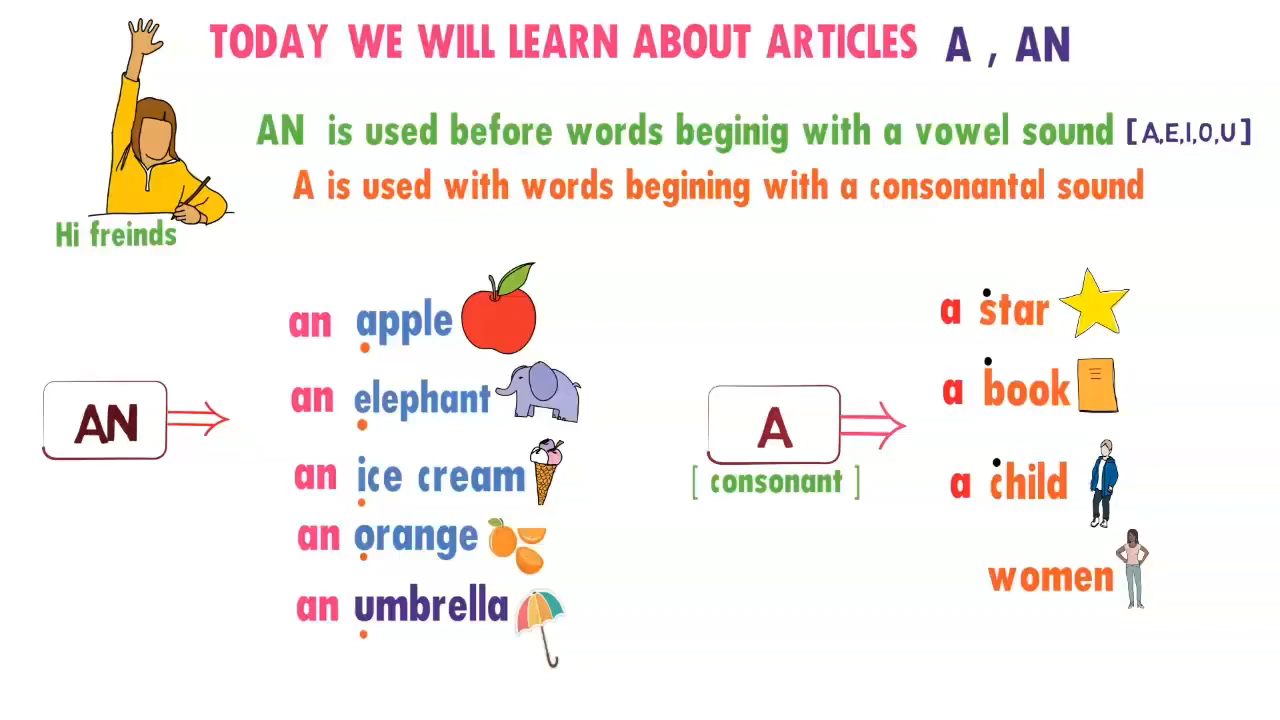 TODAY WE WILL LEARN ABOUT ARTICLES A , AN
AN is used before words beginig with a vowel sound [A,E,I,O,U]
A is used with words begining with a consonantal sound
Hi freinds
an apple
an elephant
an ice cream
an orange
an umbrella
AN
A
[ consonant ]
a star
a book
a child
women